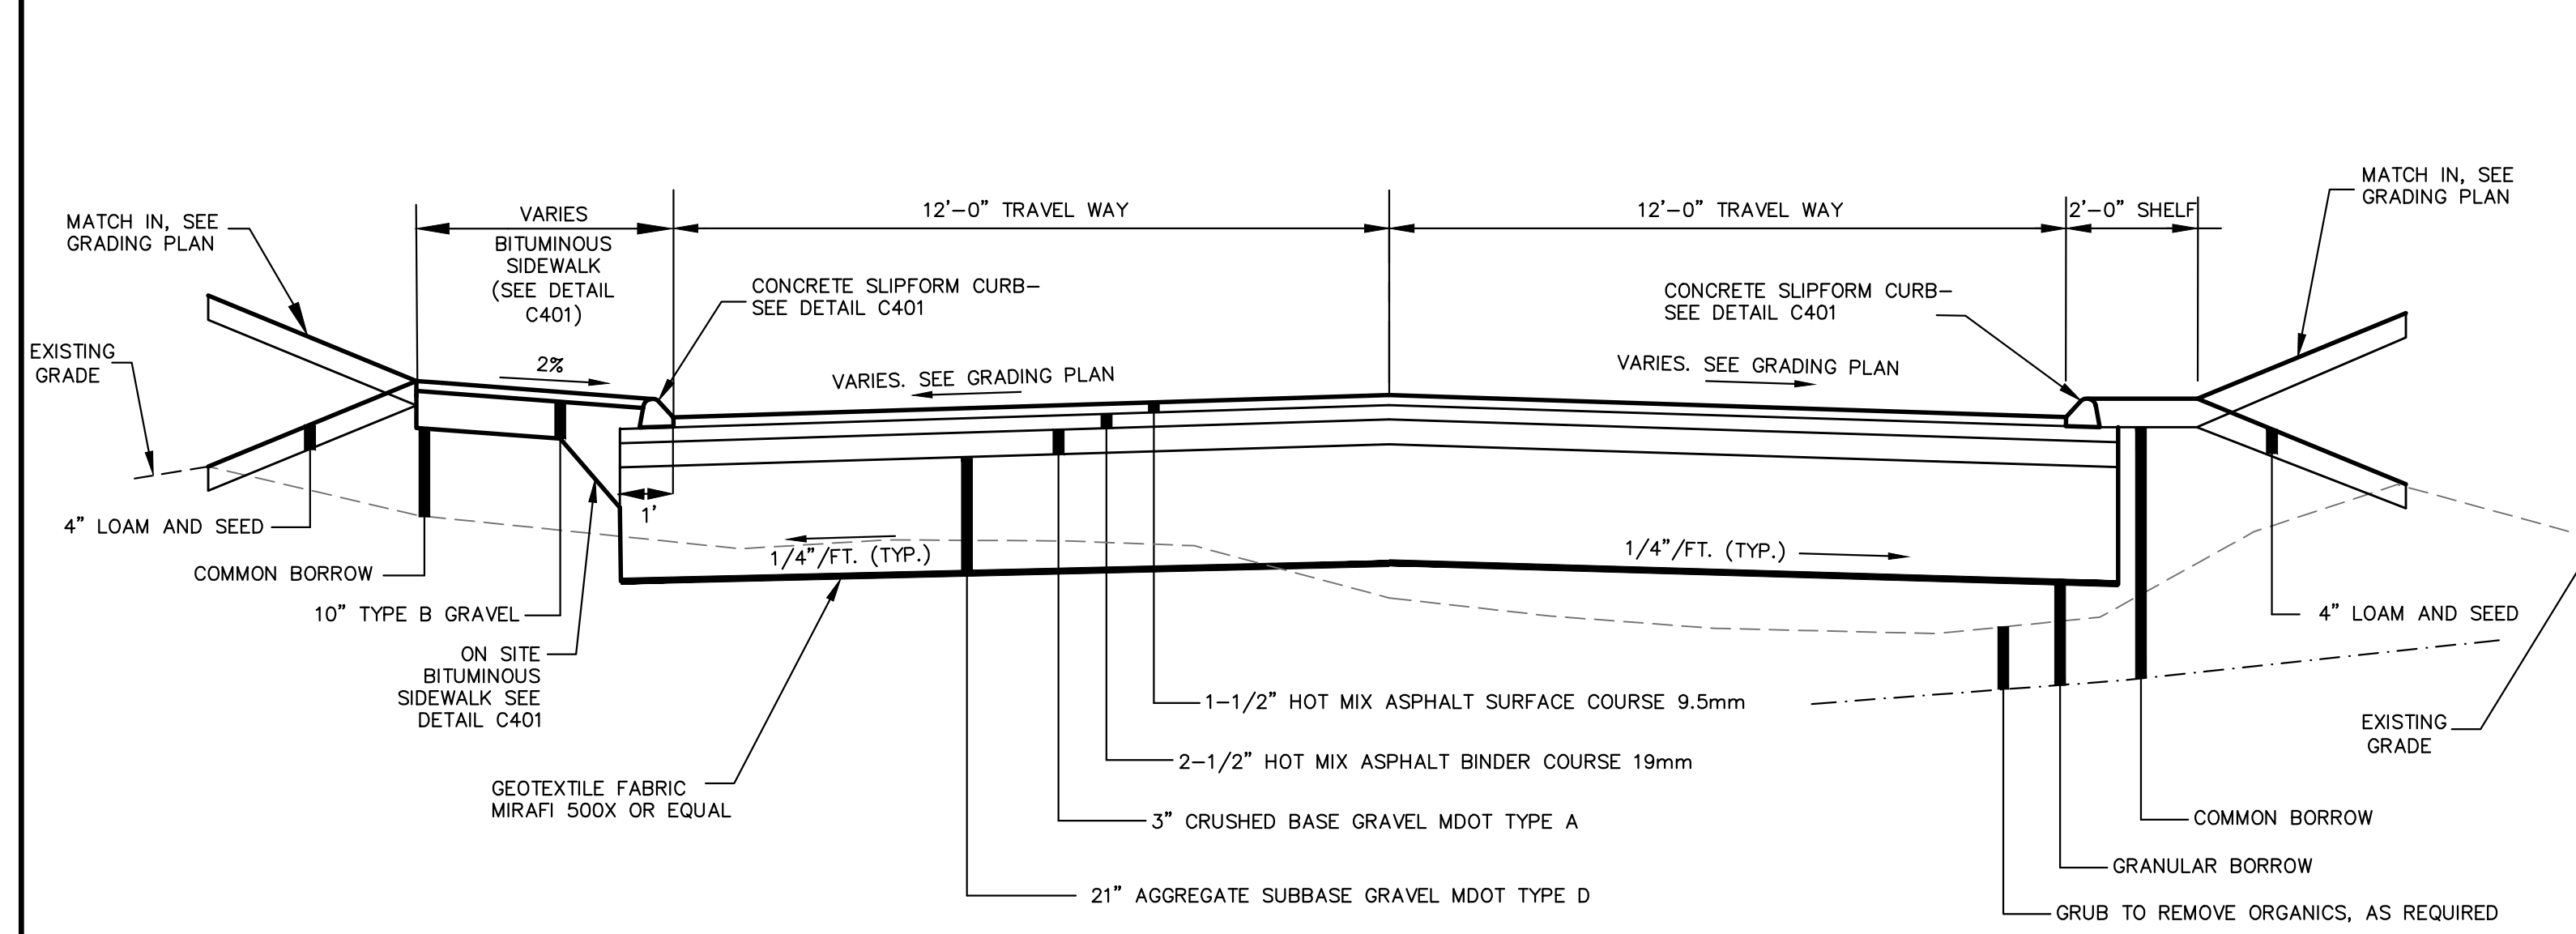 MATCH IN, SEE
GRADING PLAN
VARIES
BITUMINOUS
SIDEWALK
(SEE DETAIL
C401)
12'-0" TRAVEL WAY
12'-0" TRAVEL WAY
2'-0" SHELF
MATCH IN, SEE
GRADING PLAN
CONCRETE SLIPFORM CURB-
SEE DETAIL C401
CONCRETE SLIPFORM CURB-
SEE DETAIL C401
EXISTING
GRADE
2%
VARIES. SEE GRADING PLAN
VARIES. SEE GRADING PLAN
1'
1/4"/FT. (TYP.)
1/4"/FT. (TYP.)
4" LOAM AND SEED
COMMON BORROW
10" TYPE B GRAVEL
ON SITE
BITUMINOUS
SIDEWALK SEE
DETAIL C401
GEOTEXTILE FABRIC
MIRAFI 500X OR EQUAL
1-1/2" HOT MIX ASPHALT SURFACE COURSE 9.5mm
2-1/2" HOT MIX ASPHALT BINDER COURSE 19mm
3" CRUSHED BASE GRAVEL MDOT TYPE A
21" AGGREGATE SUBBASE GRAVEL MDOT TYPE D
4" LOAM AND SEED
EXISTING
GRADE
COMMON BORROW
GRANULAR BORROW
GRUB TO REMOVE ORGANICS, AS REQUIRED